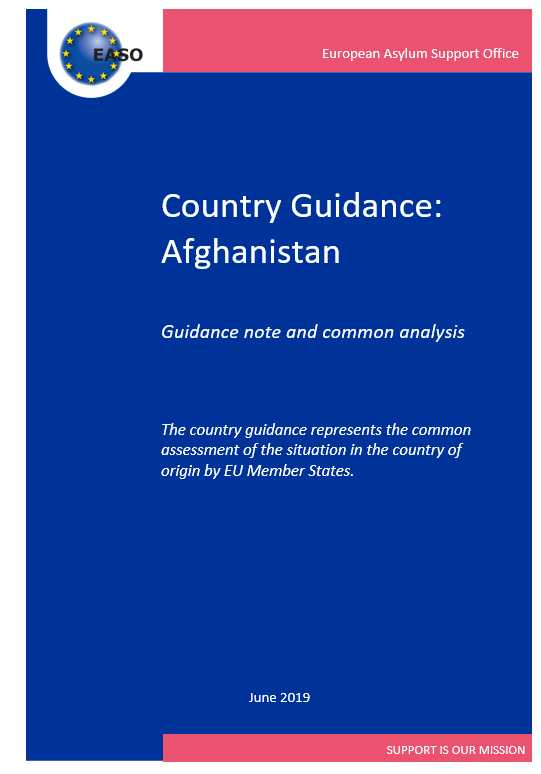 EASO
European Asylum Support Office
Country Guidance:
Afghanistan
Guidance note and common analysis
The country guidance represents the common
assessment of the situation in the country of
origin by EU Member States.
June 2019
SUPPORT IS OUR MISSION